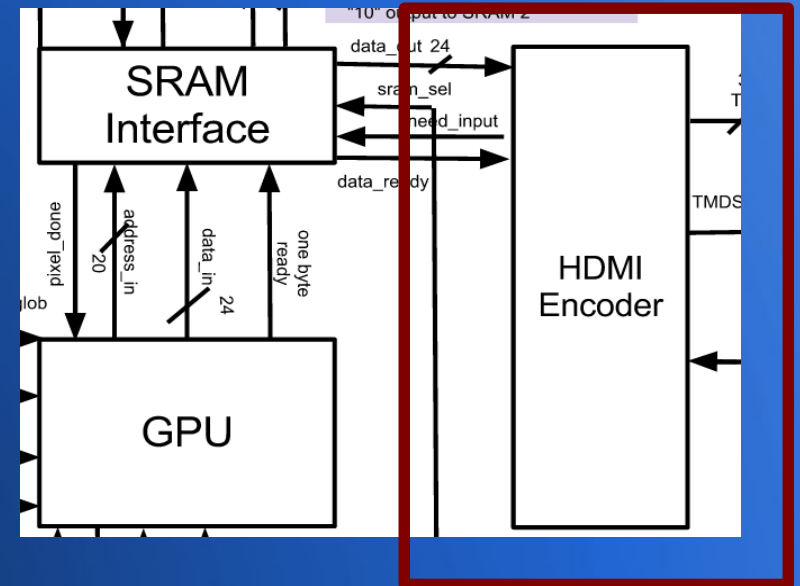 "10" output to SRAM 2
data_out 24
sram_sel
need_input
data_ready
SRAM
Interface
pixel_done
address_in
20
data_in
24
one byte
ready
glob
GPU
HDMI
Encoder
TMDS